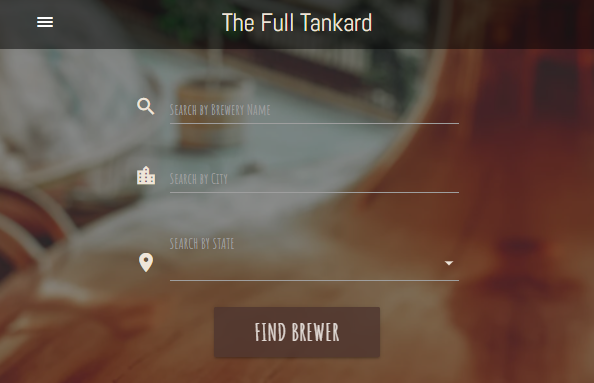 The Full Tankard
Search by Brewery Name
Search by City
SEARCH BY STATE
FIND BREWER